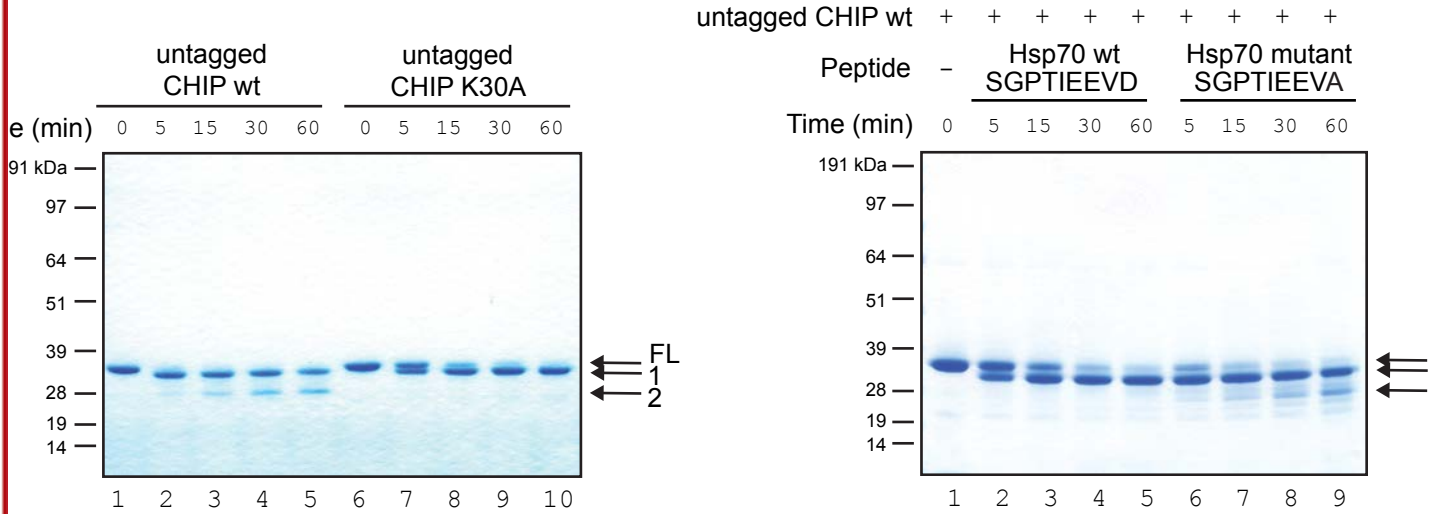 untagged
CHIP wt
untagged
CHIP K30A
e (min) 0 5 15 30 60 0 5 15 30 60
91 kDa
97
64
51
39
28
19
14
FL
1
2
1 2 3 4 5 6 7 8 9 10
untagged CHIP wt + + + + + + + + +
Peptide – Hsp70 wt Hsp70 mutant
SGPTIEEVD SGPTIEEVA
Time (min) 0 5 15 30 60 5 15 30 60
191 kDa
97
64
51
39
28
19
14
1 2 3 4 5 6 7 8 9